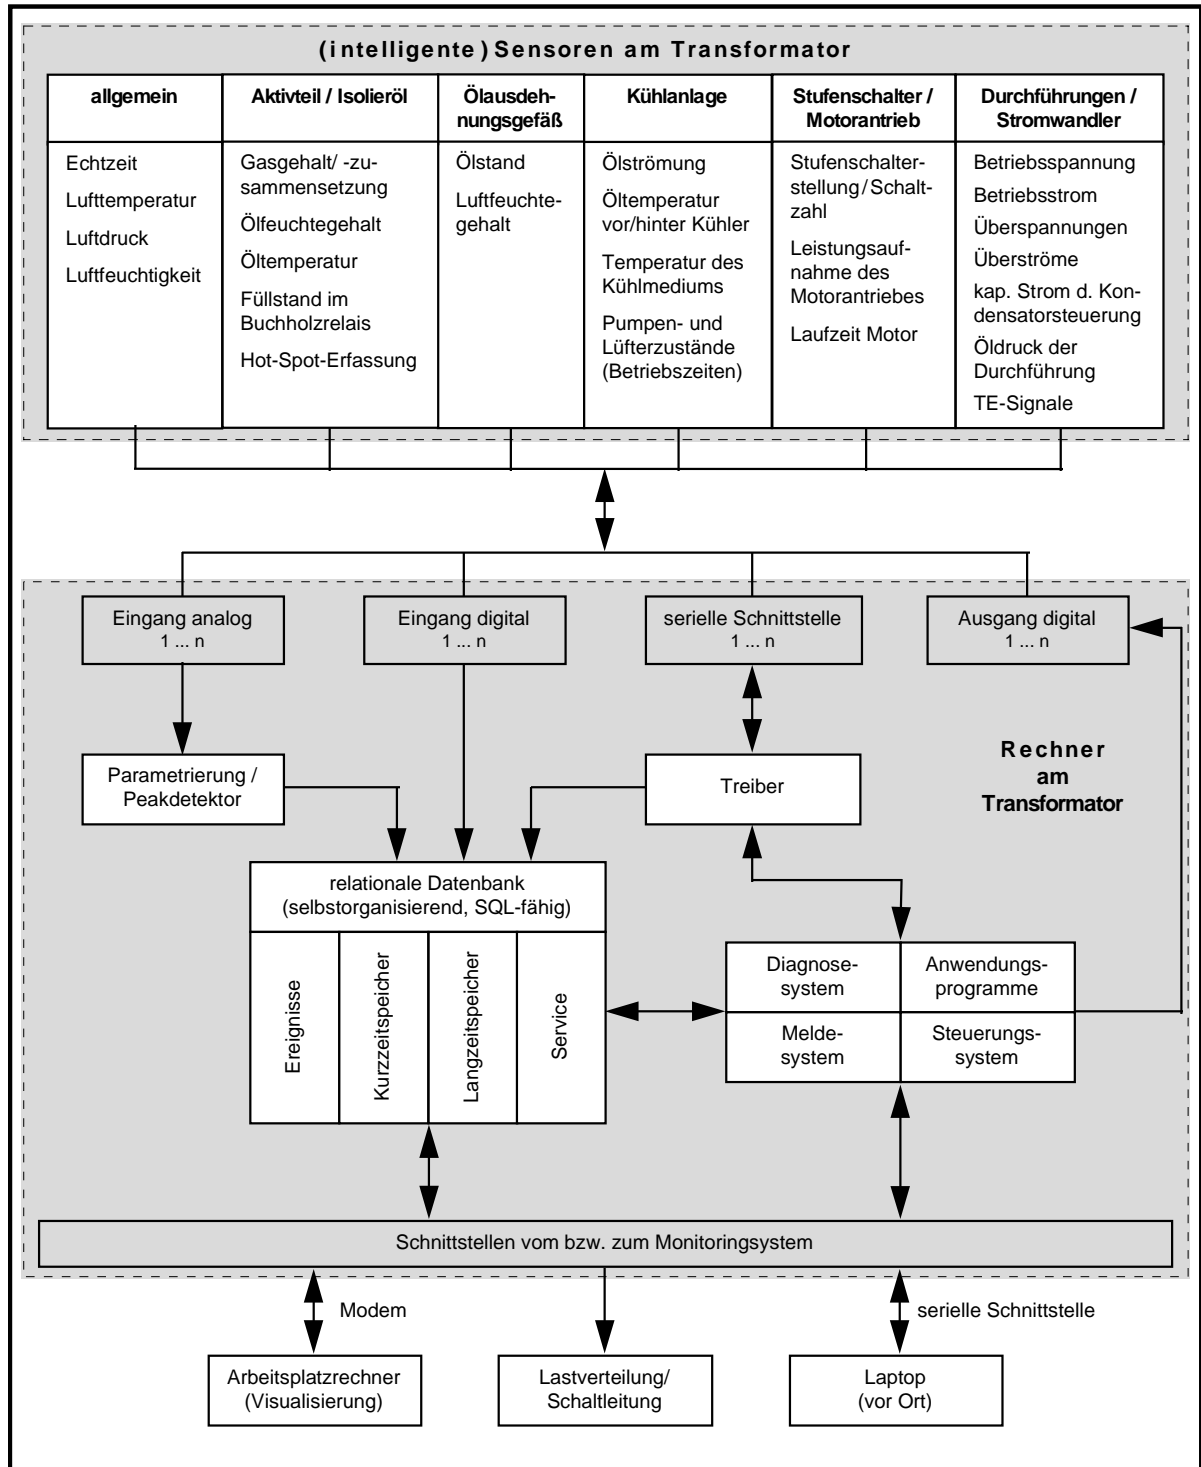 (intelligente) Sensoren am Transformator
allgemein
Echtzeit
Lufttemperatur
Luftdruck
Luftfeuchtigkeit
Aktivteil / Isolieröl
Gasgehalt/ -zu-
sammensetzung
Ölfeuchtegehalt
Öltemperatur
Füllstand im
Buchholzrelais
Hot-Spot-Erfassung
Ölausdeh-
nungsgefäß
Ölstand
Luftfeuchte-
gehalt
Kühlanlage
Ölströmung
Öltemperatur
vor/hinter Kühler
Temperatur des
Kühlmediums
Pumpen- und
Lüfterzustände
(Betriebszeiten)
Stufenschalter /
Motorantrieb
Stufenschalter-
stellung/Schalt-
zahl
Leistungsauf-
nahme des
Motorantriebes
Laufzeit Motor
Durchführungen /
Stromwandler
Betriebsspannung
Betriebsstrom
Überspannungen
Überströme
kap. Strom d. Kon-
densatorsteuerung
Öldruck der
Durchführung
TE-Signale
Eingang analog
1 ... n
Eingang digital
1 ... n
serielle Schnittstelle
1 ... n
Ausgang digital
1 ... n
Parametrierung /
Peakdetektor
Treiber
Rechner
am
Transformator
relationale Datenbank
(selbstorganisierend, SQL-fähig)
Ereignisse
Kurzzeitspeicher
Langzeitspeicher
Service
Diagnose-
system
Anwendungs-
programme
Melde-
system
Steuerungs-
system
Schnittstellen vom bzw. zum Monitoringsystem
Modem
serielle Schnittstelle
Arbeitsplatzrechner
(Visualisierung)
Lastverteilung/
Schaltleitung
Laptop
(vor Ort)